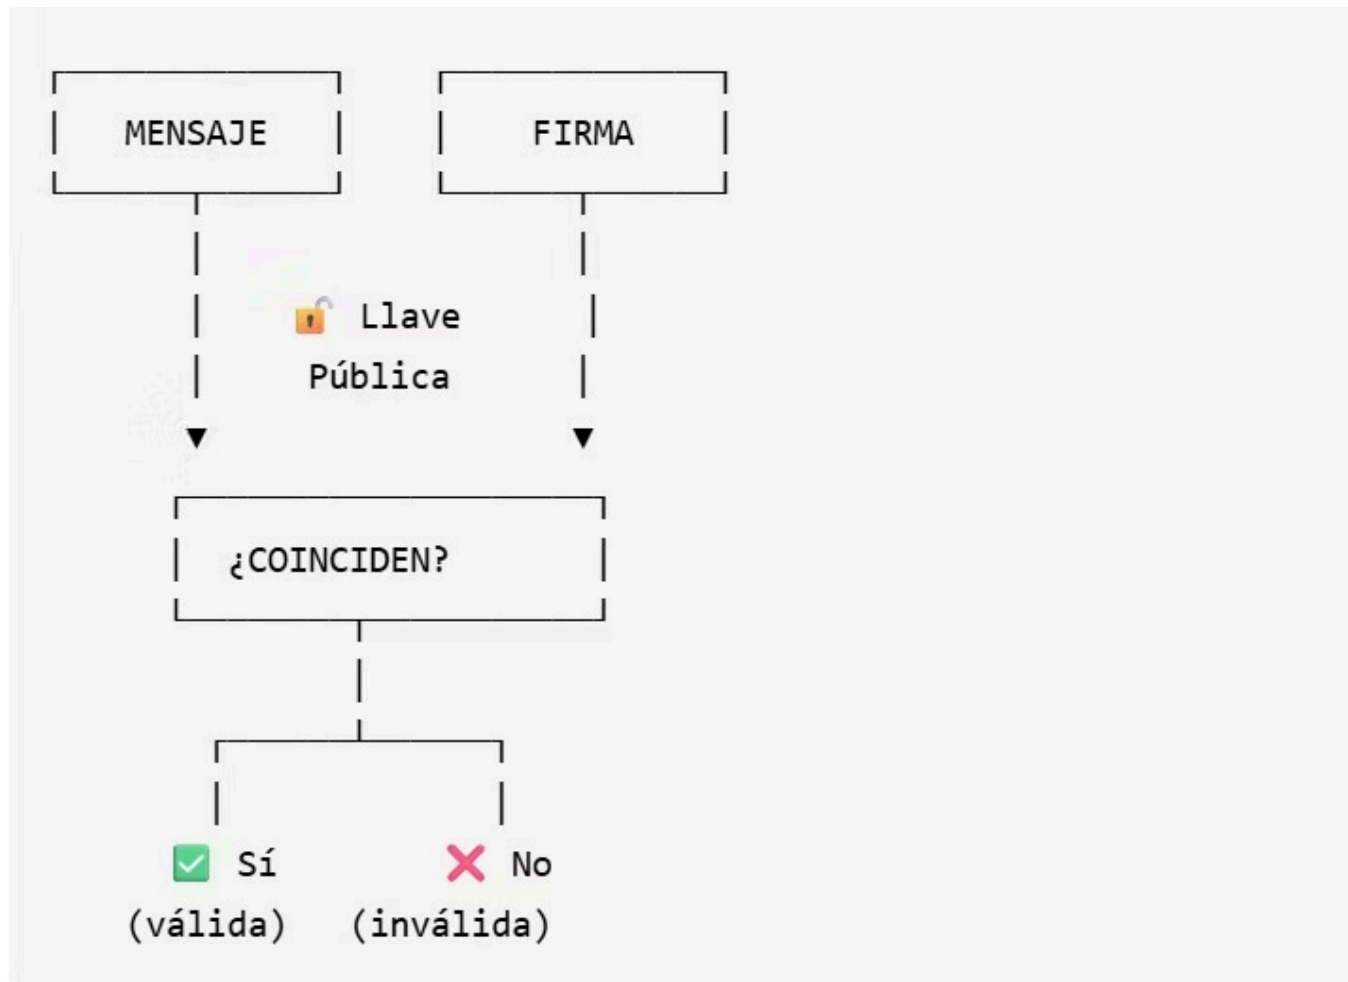 MENSAJE FIRMA
Llave
Pública
¿COINCIDEN?
Sí No
(válida) (inválida)